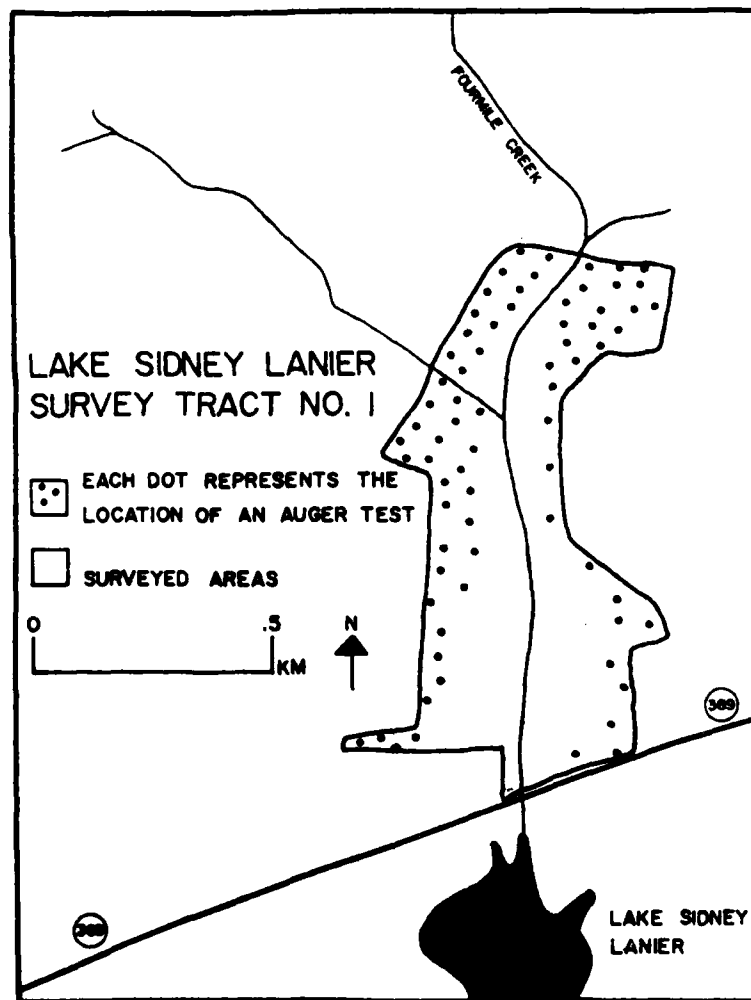 FOURMILE CREEK
LAKE SIDNEY LANIER
SURVEY TRACT NO. 1
EACH DOT REPRESENTS THE
LOCATION OF AN AUGER TEST
SURVEYED AREAS
0 .5
KM
N
369
369
LAKE SIDNEY
LANIER